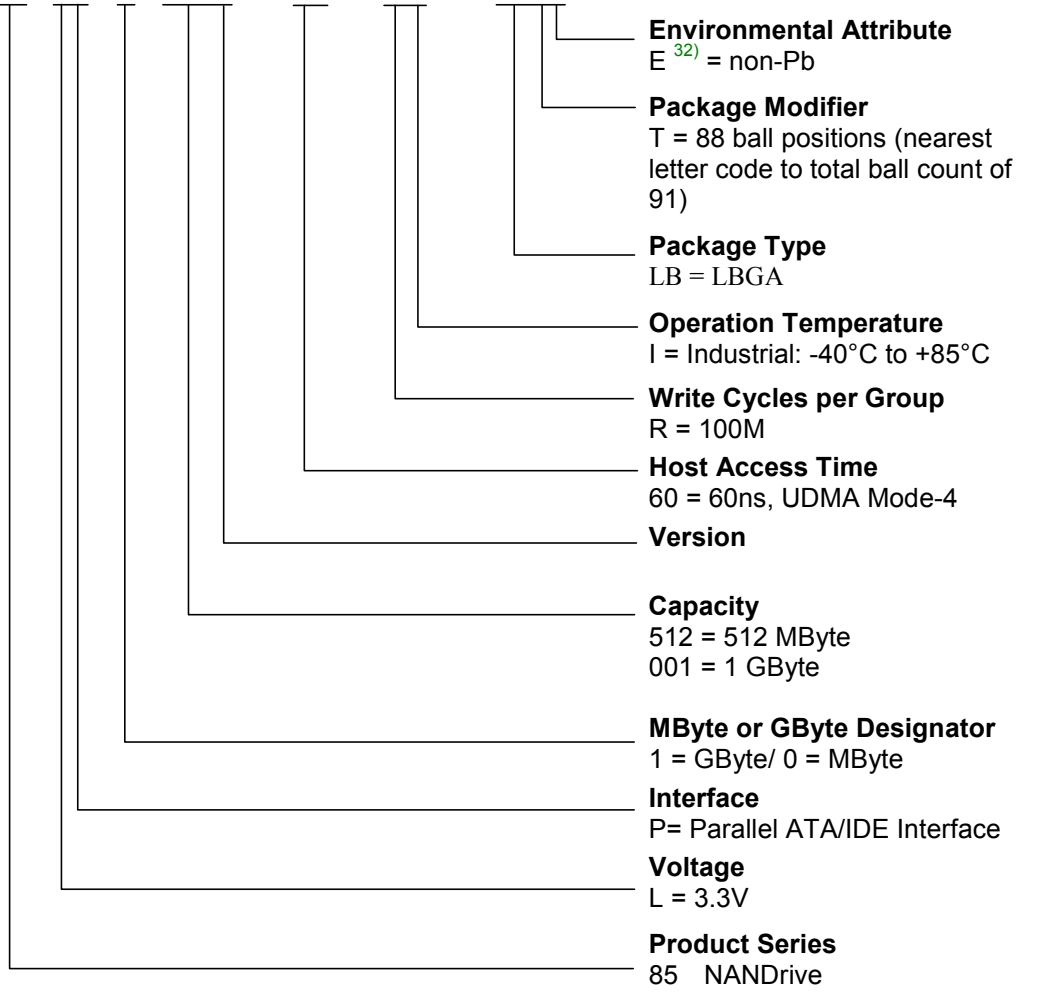 Environmental Attribute
E 32) = non-Pb
Package Modifier
T = 88 ball positions (nearest
letter code to total ball count of
91)
Package Type
LB = LBGA
Operation Temperature
I = Industrial: -40°C to +85°C
Write Cycles per Group
R = 100M
Host Access Time
60 = 60ns, UDMA Mode-4
Version
Capacity
512 = 512 MByte
001 = 1 GByte
MByte or GByte Designator
1 = GByte/ 0 = MByte
Interface
P= Parallel ATA/IDE Interface
Voltage
L = 3.3V
Product Series
85 NANDrive